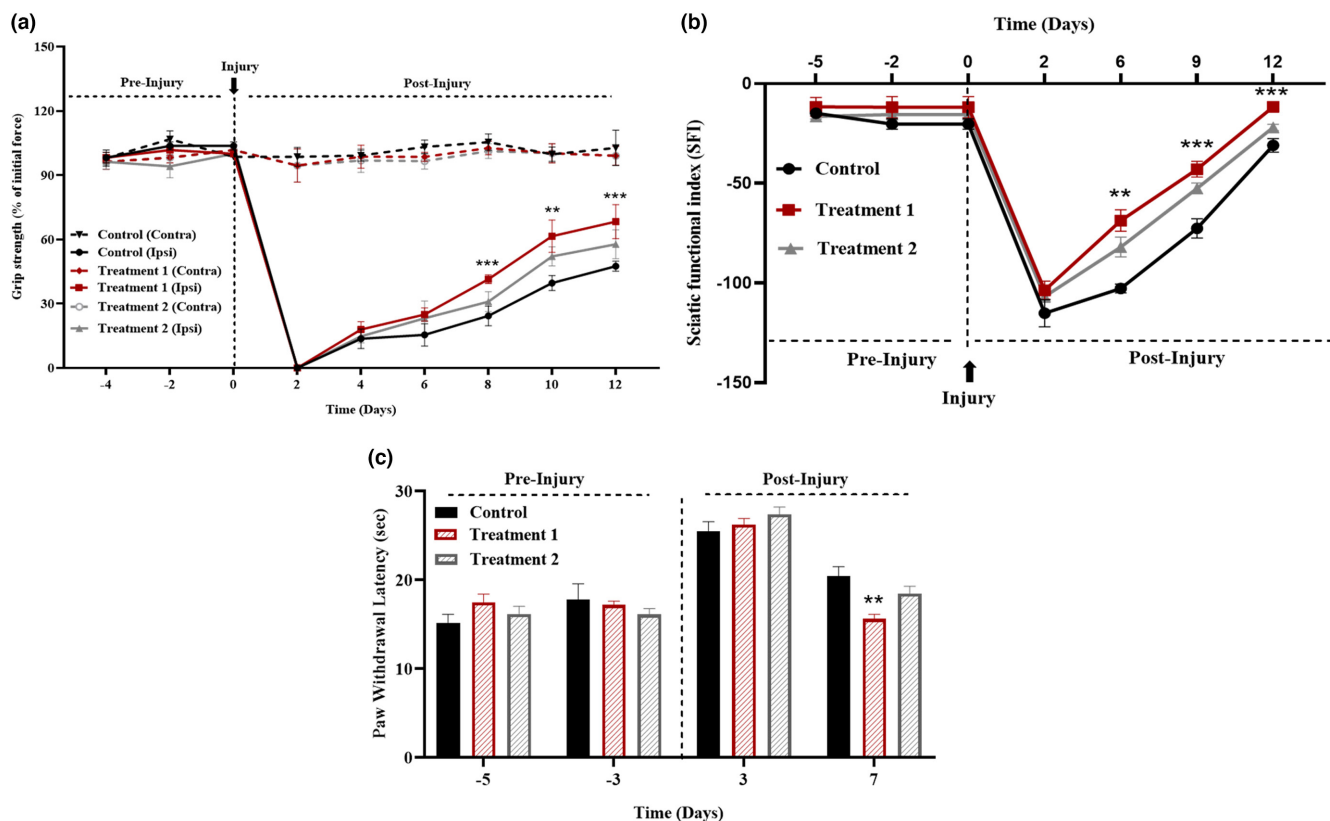 (a)
150
120
90
60
30
0
Grip strength (% of initial force)
Pre-Injury
Injury
Post-Injury
Control (Contra)
Control (Ipsi)
Treatment 1 (Contra)
Treatment 1 (Ipsi)
Treatment 2 (Contra)
Treatment 2 (Ipsi)
*** ** ***
-4 -2 0 2 4 6 8 10 12
Time (Days)
(b)
Time (Days)
-5 -2 0 2 6 9 12
0
-50
-100
-150
Sciatic functional index (SFI)
Control
Treatment 1
Treatment 2
** *** ***
Pre-Injury
Post-Injury
Injury
(c)
Pre-Injury
Post-Injury
30
20
10
0
Paw Withdrawal Latency (sec)
Control
Treatment 1
Treatment 2
**
-5 -3 3 7
Time (Days)